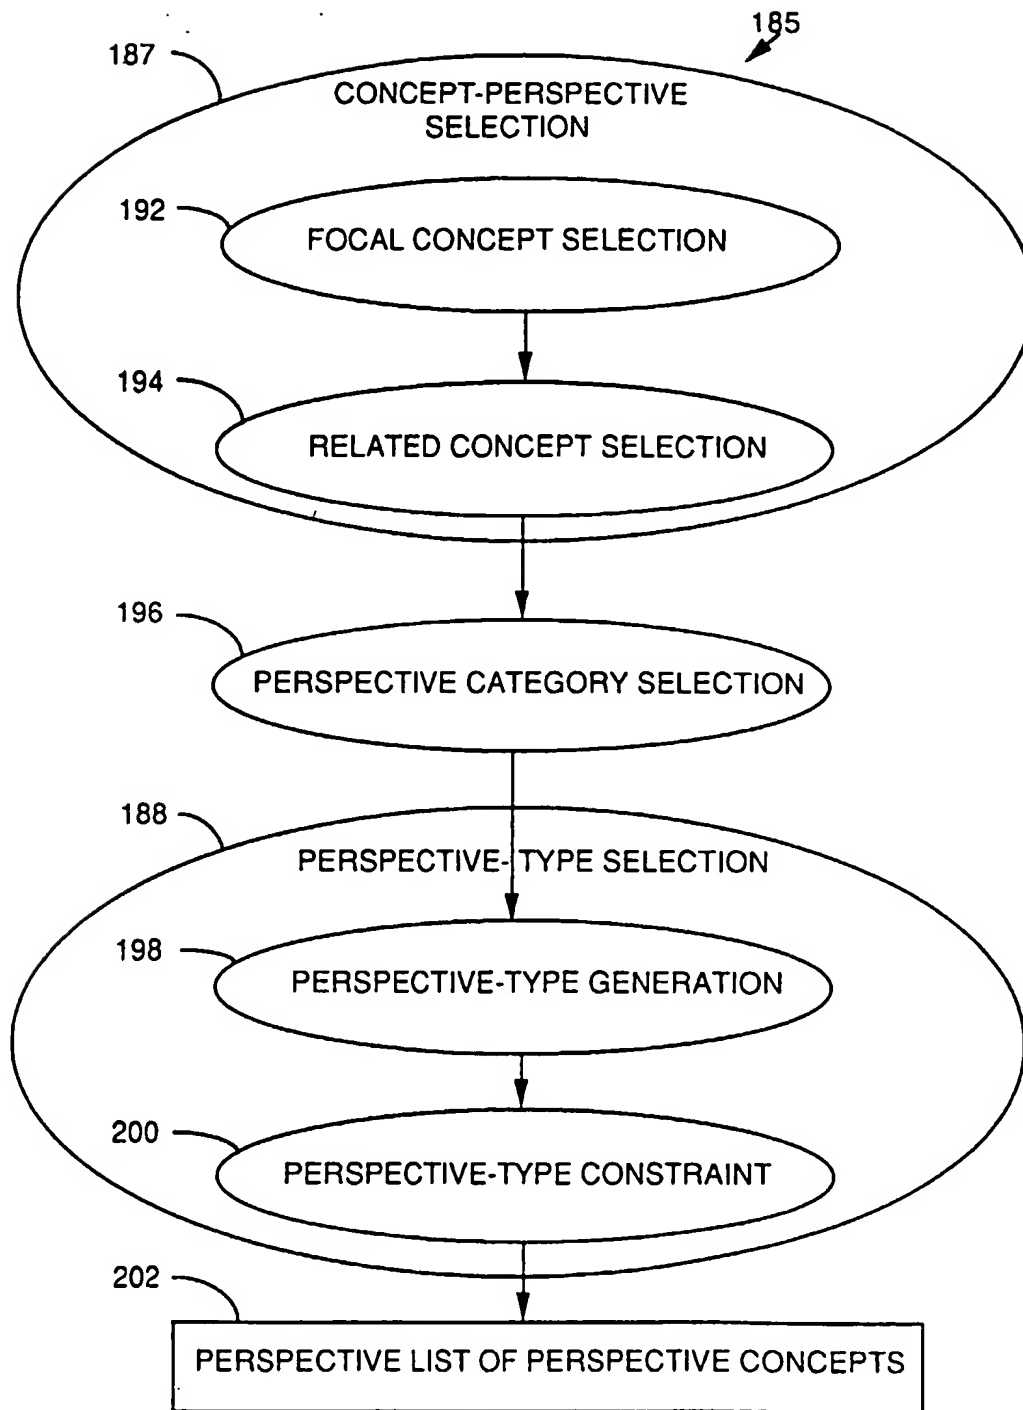 185
187
CONCEPT-PERSPECTIVE
SELECTION
192
FOCAL CONCEPT SELECTION
194
RELATED CONCEPT SELECTION
196
PERSPECTIVE CATEGORY SELECTION
188
PERSPECTIVE-TYPE SELECTION
198
PERSPECTIVE-TYPE GENERATION
200
PERSPECTIVE-TYPE CONSTRAINT
202
PERSPECTIVE LIST OF PERSPECTIVE CONCEPTS